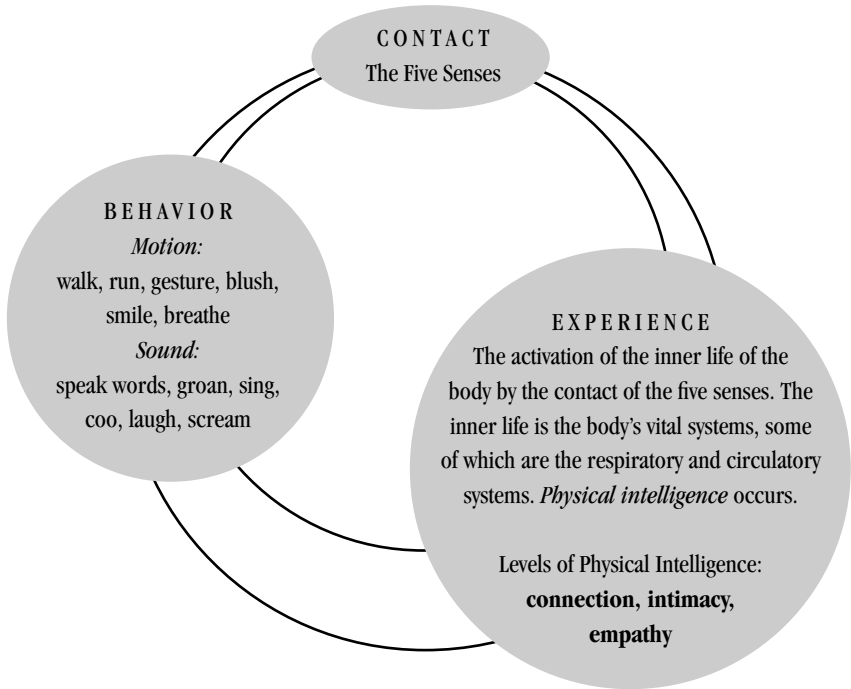 CONTACT
The Five Senses
BEHAVIOR
Motion:
walk, run, gesture, blush,
smile, breathe
Sound:
speak words, groan, sing,
coo, laugh, scream
EXPERIENCE
The activation of the inner life of the
body by the contact of the five senses. The
inner life is the body’s vital systems, some
of which are the respiratory and circulatory
systems. Physical intelligence occurs.
Levels of Physical Intelligence:
connection, intimacy,
empathy